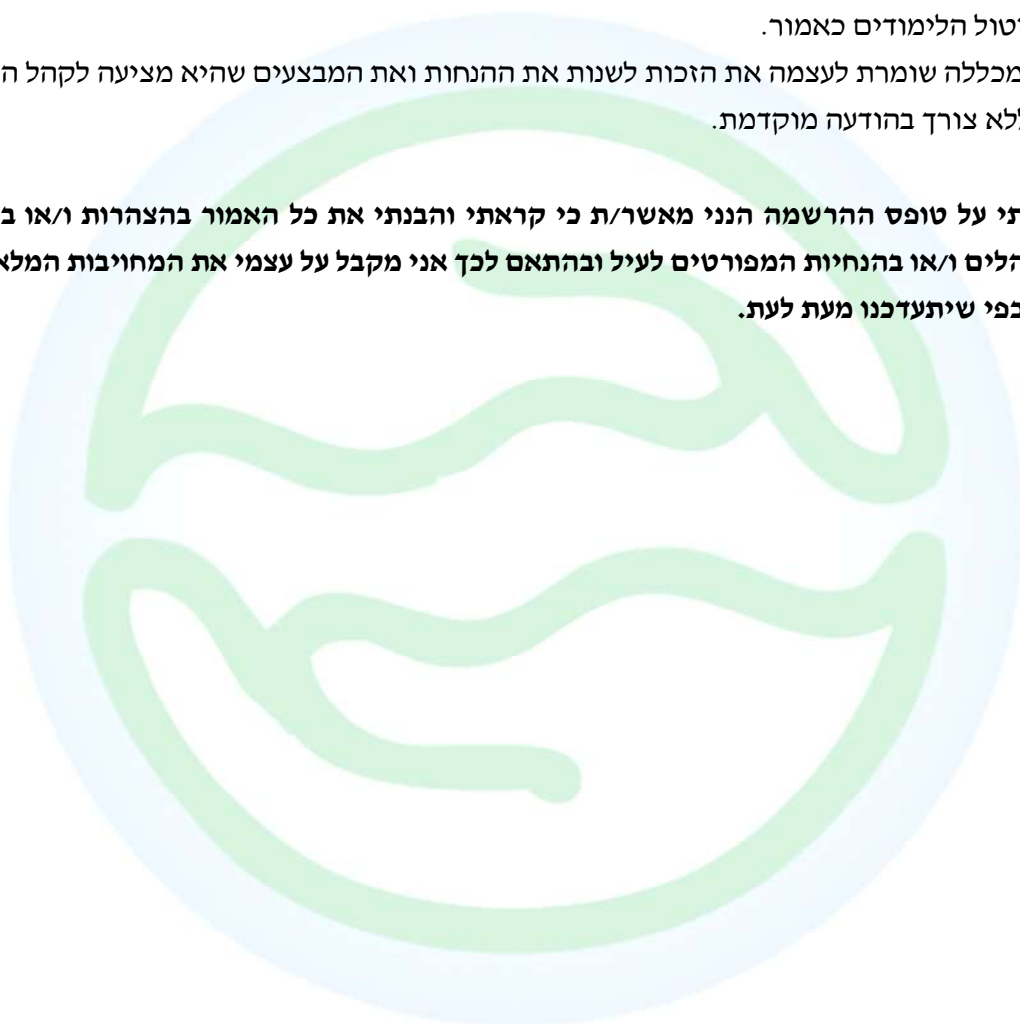 יטול הלימודים כאמור.
מכללה שומרת לעצמה את הזכות לשנות את ההנחות ואת המבצעים שהיא מציעה לקהל ה
ללא צורך בהודעה מוקדמת.
תי על טופס ההרשמה הנני מאשר/ת כי קראתי והבנתי את כל האמור בהצהרות ו/או ב
הלים ו/או בהנחיות המפורטים לעיל ובהתאם לכך אני מקבל על עצמי את המחויבות המלא
כפי שיתעדכנו מעת לעת.